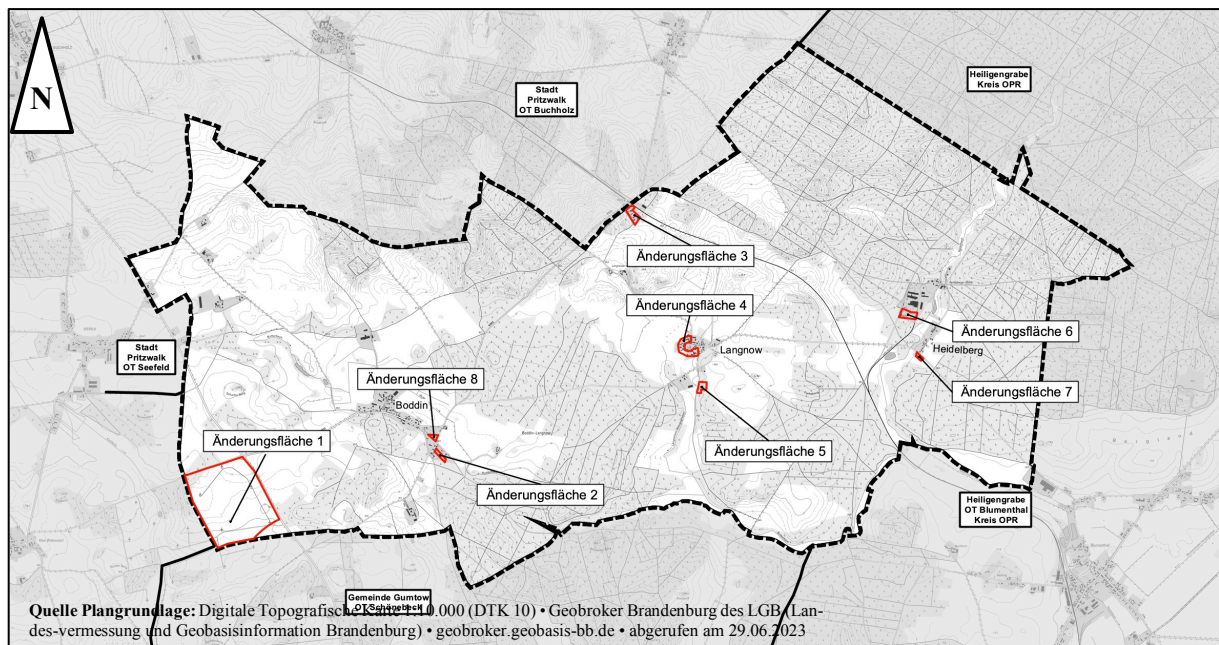 N
Stadt
Pritzwalk
OT Buchholz
Heiligengrabe
Kreis OPR
Änderungsfläche 3
Änderungsfläche 4
Änderungsfläche 6
Langnow
Heidelberg
Stadt
Pritzwalk
OT Seefeld
Änderungsfläche 8
Änderungsfläche 7
Boddin
Änderungsfläche 1
Änderungsfläche 5
Änderungsfläche 2
Heiligengrabe
OT Blumenthal
Kreis OPR
Gemeinde Gumtow
OT Schönebeck
Quelle Plangrundlage: Digitale Topografische Karte 1:10.000 (DTK 10) • Geobroker Brandenburg des LGB (Lan-
des-vermessung und Geobasisinformation Brandenburg) • geobroker.geobasis-bb.de • abgerufen am 29.06.2023